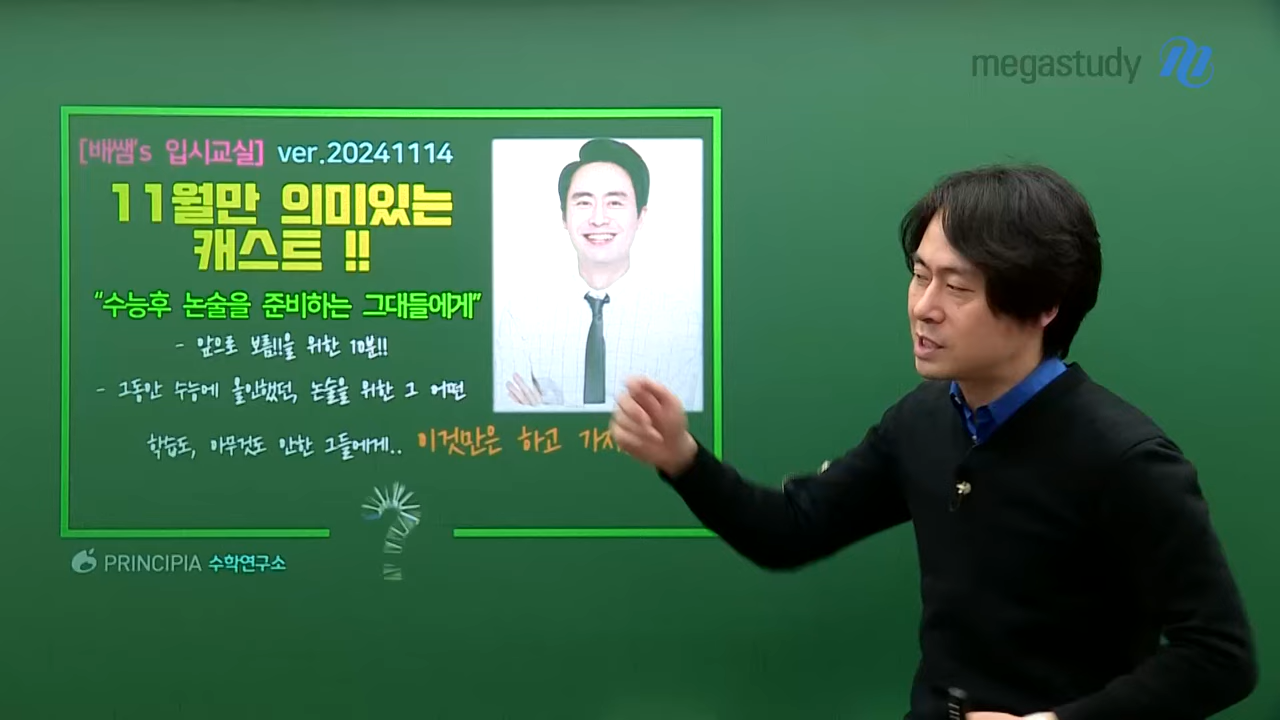 megastudy
[배쌤's 입시교실] ver.20241114
11월만 의미있는
캐스트 !!
"수능후 논술을 준비하는 그대들에게"
- 앞으로 보름!!을 위한 10분!!
- 그동안 수능에 올인했던, 논술을 위한 그 어떤
학습도, 아무것도 안한 그들에게.. 이것만은 하고
PRINCIPIA 수학연구소